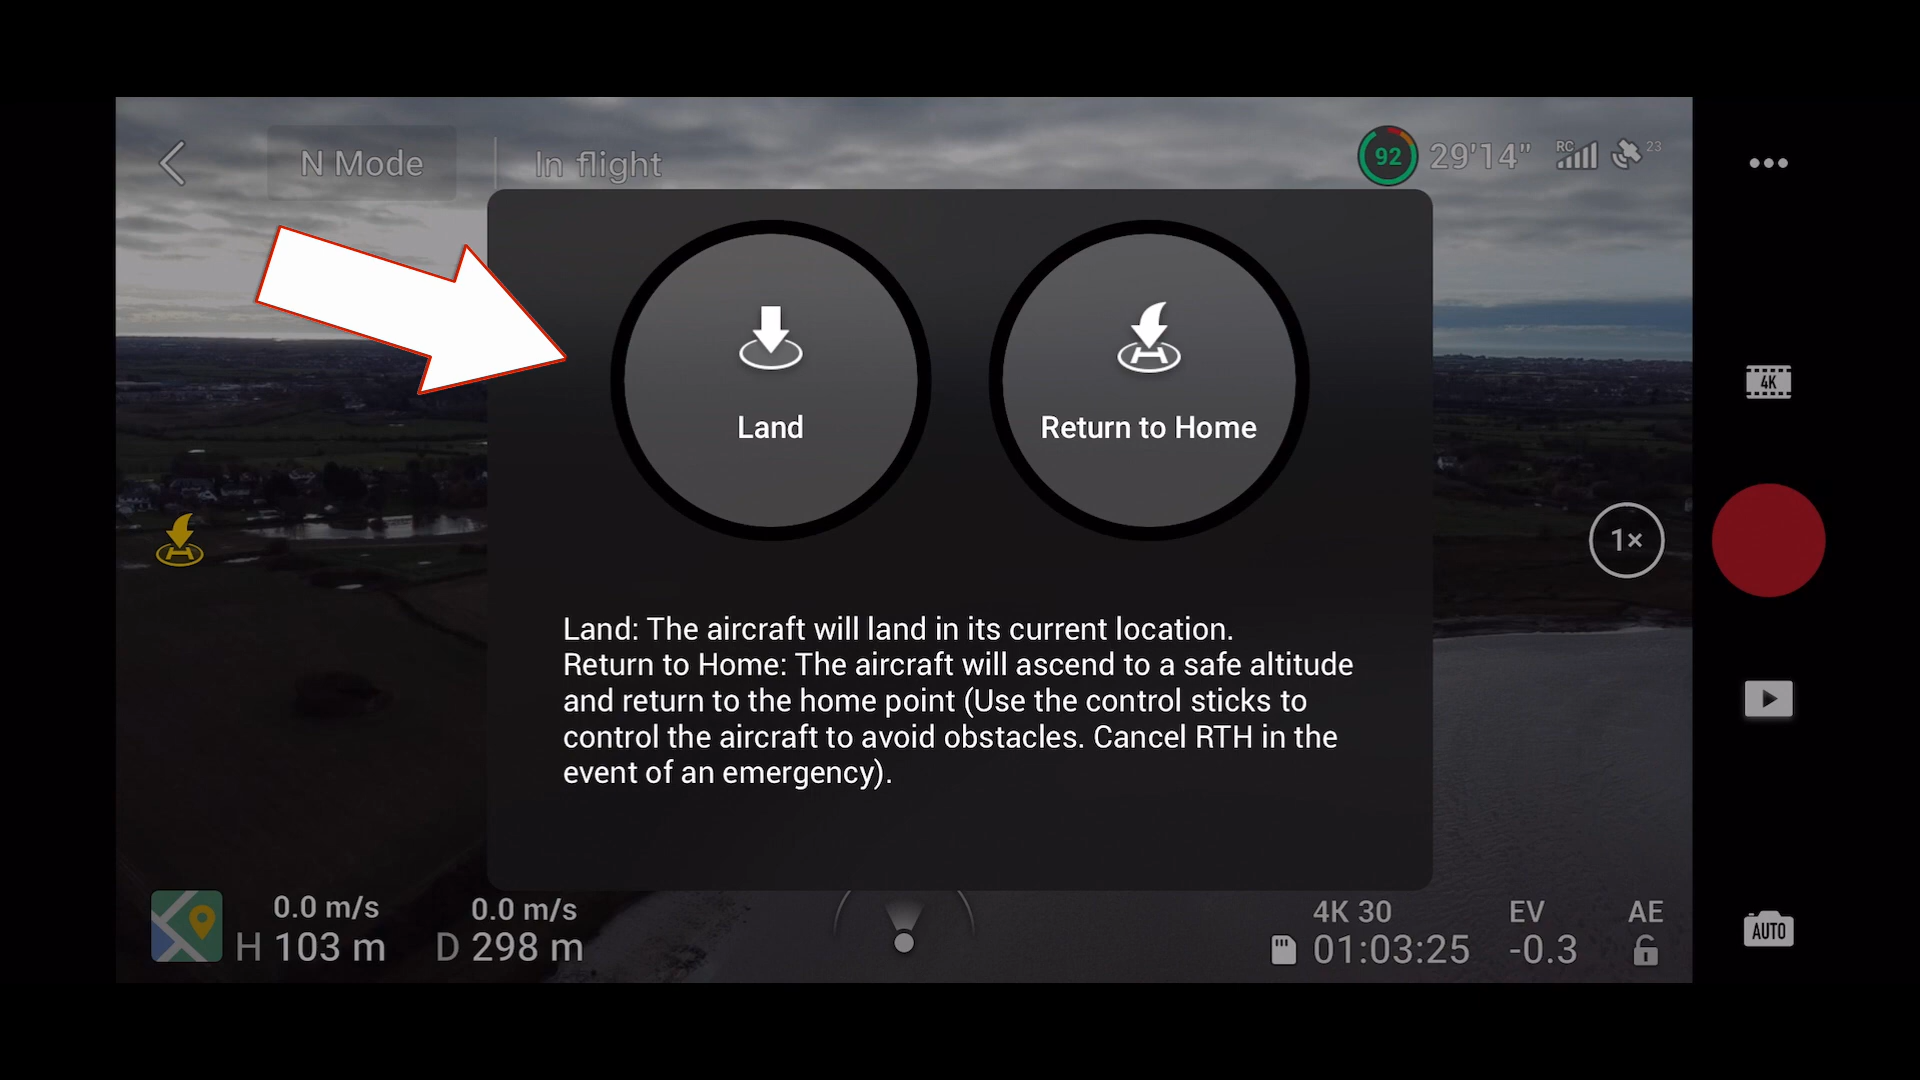 N Mode
In flight
92
29'14"
RC
23
Land
Return to Home
4K
1×
Land: The aircraft will land in its current location.
Return to Home: The aircraft will ascend to a safe altitude
and return to the home point (Use the control sticks to
control the aircraft to avoid obstacles. Cancel RTH in the
event of an emergency).
0.0 m/s
0.0 m/s
4K 30
EV
AE
H 103 m
D 298 m
01:03:25
-0.3
AUTO